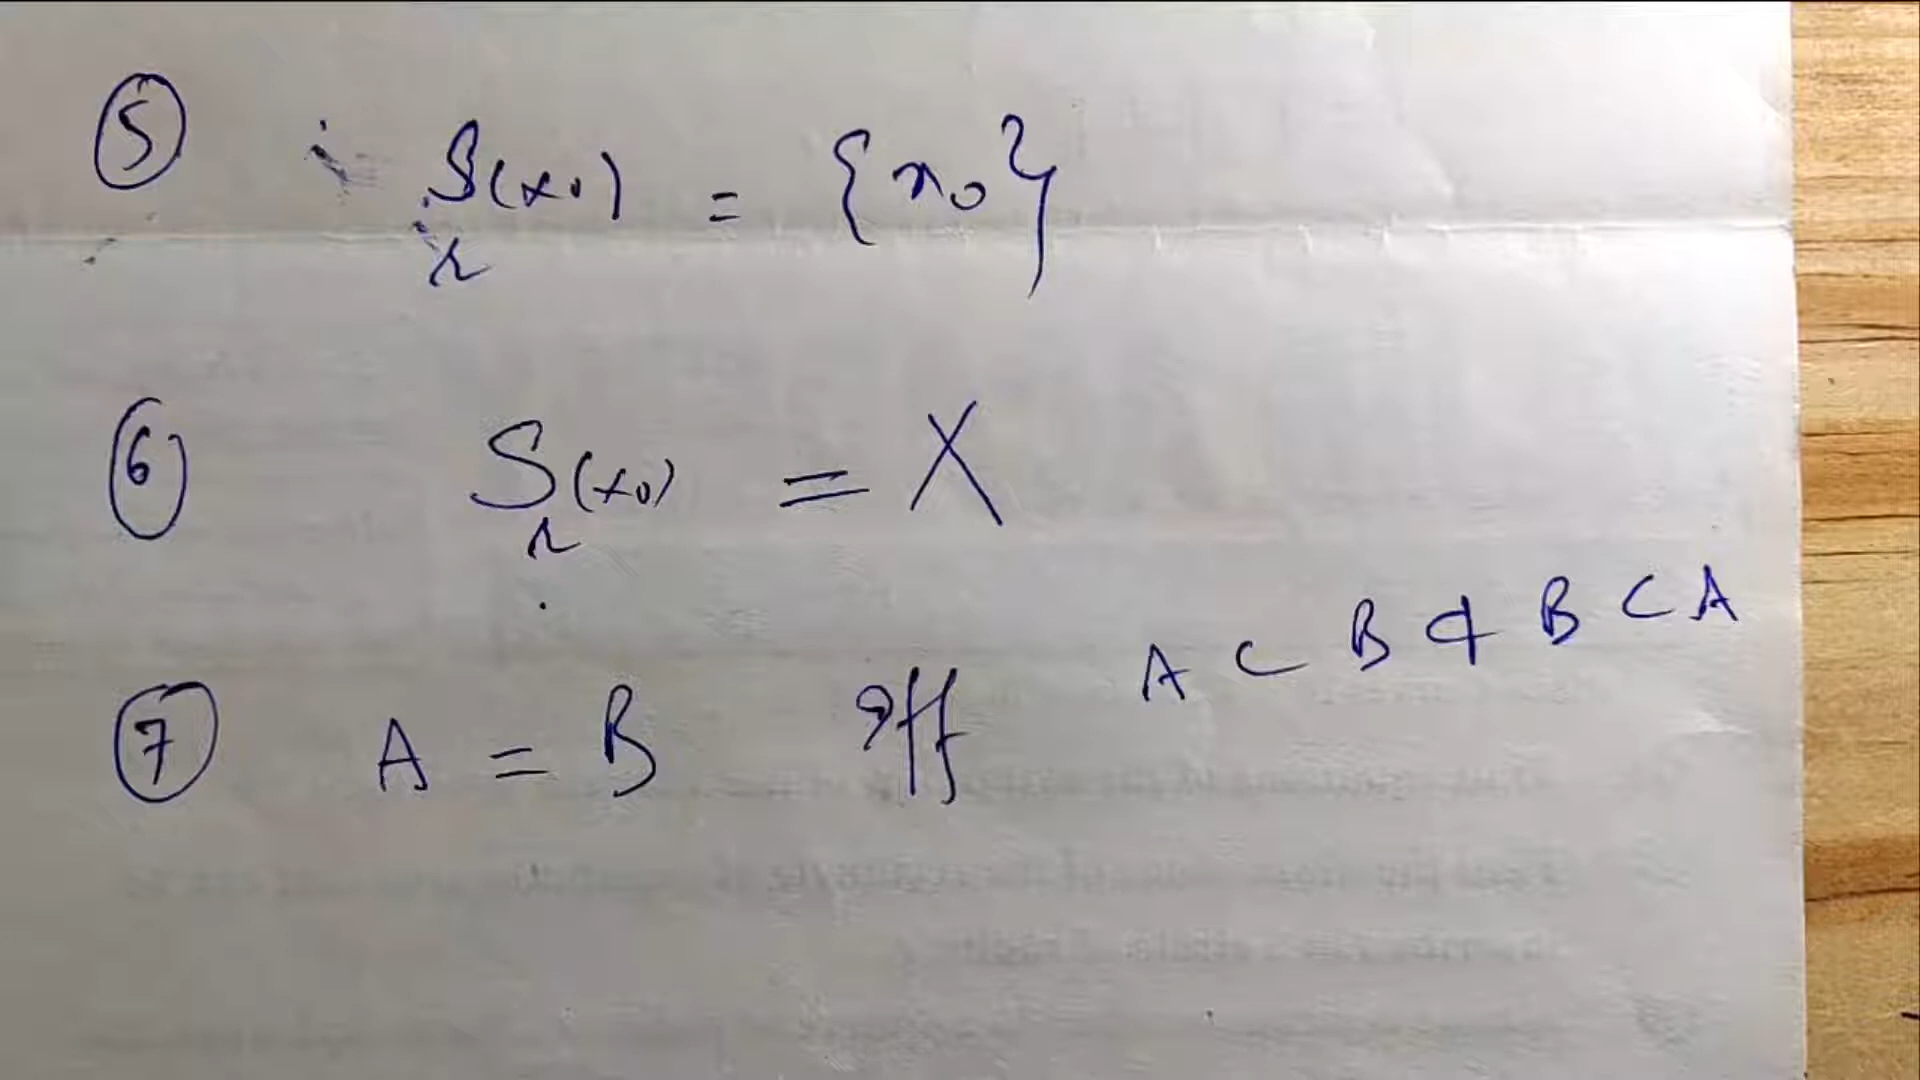 ⑤ S_r(x₀) = {x₀}
⑥ S_r(x₀) = X
⑦ A = B iff A ⊂ B & B ⊂ A